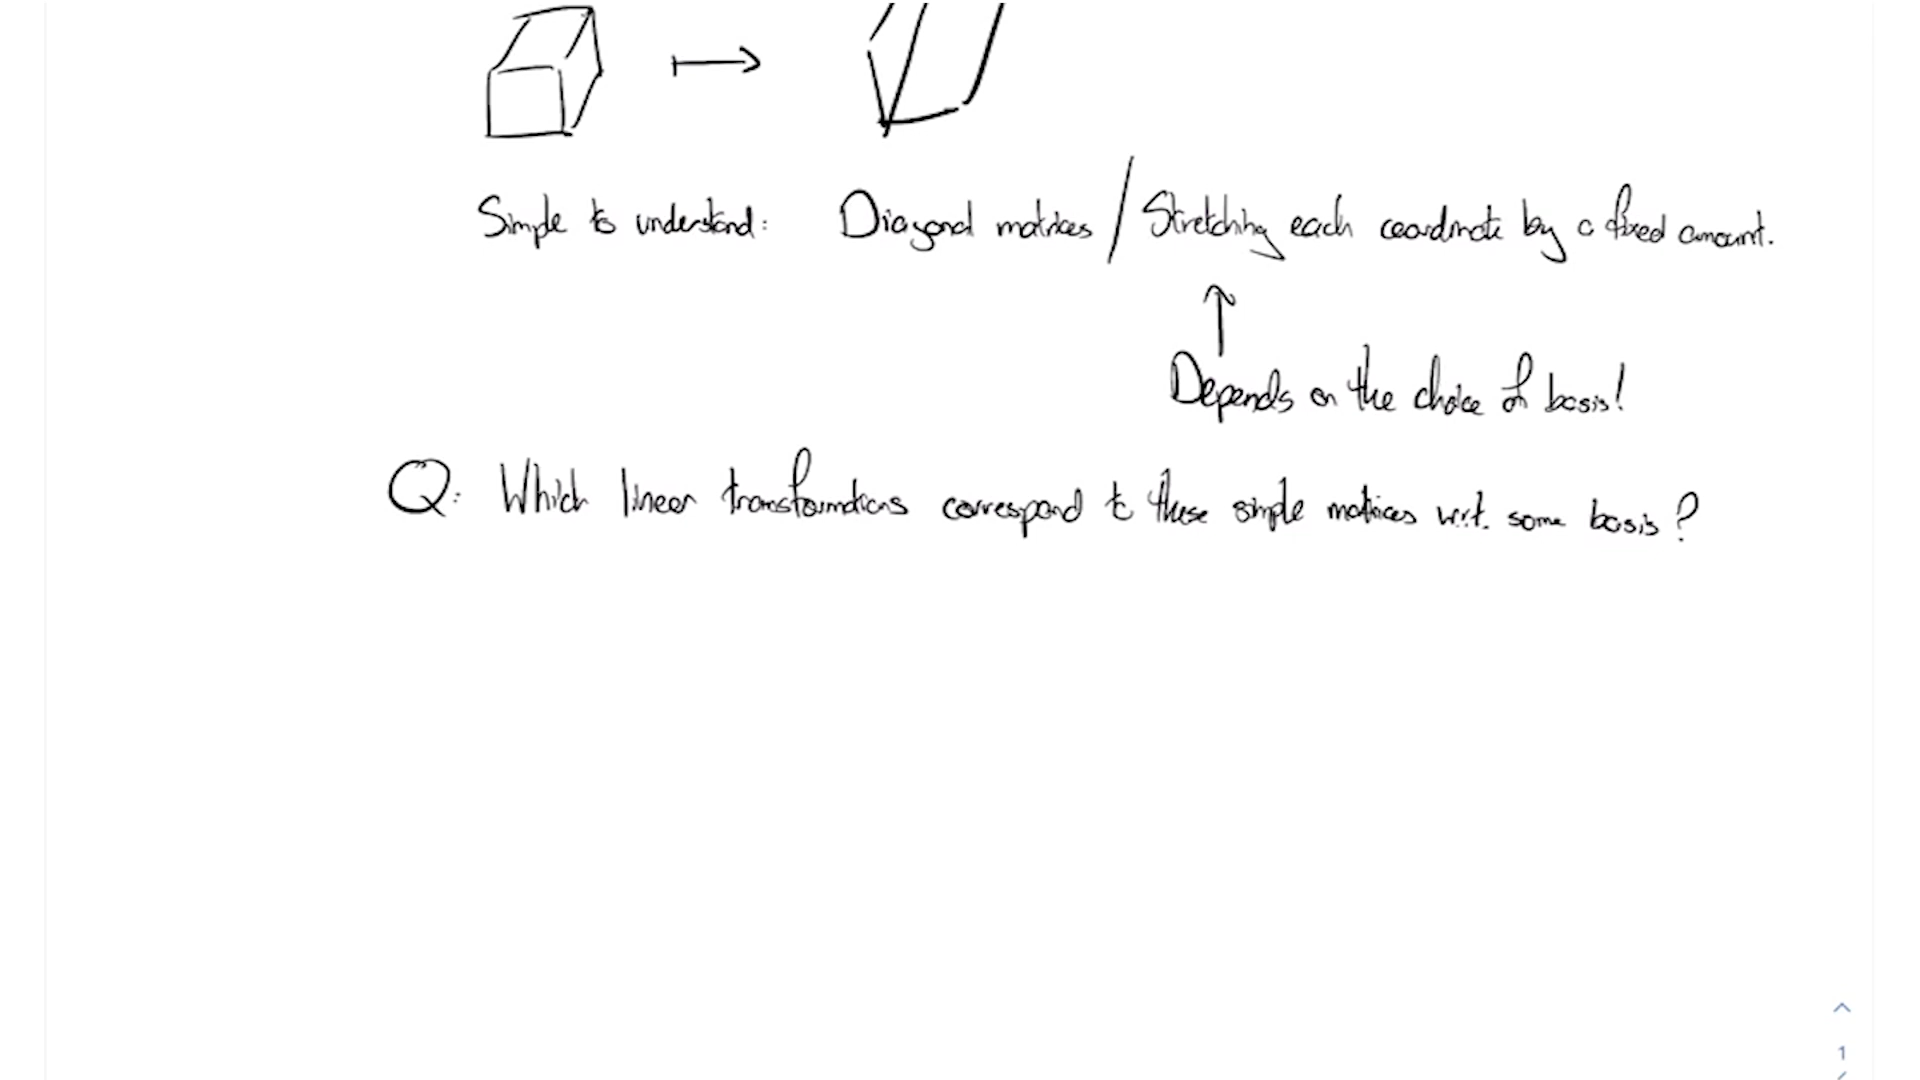 Simple to understand: Diagonal matrices / Stretching each coordinate by a fixed amount.
Depends on the choice of basis!
Q: Which linear transformations correspond to these simple matrices w.r.t. some basis?
1